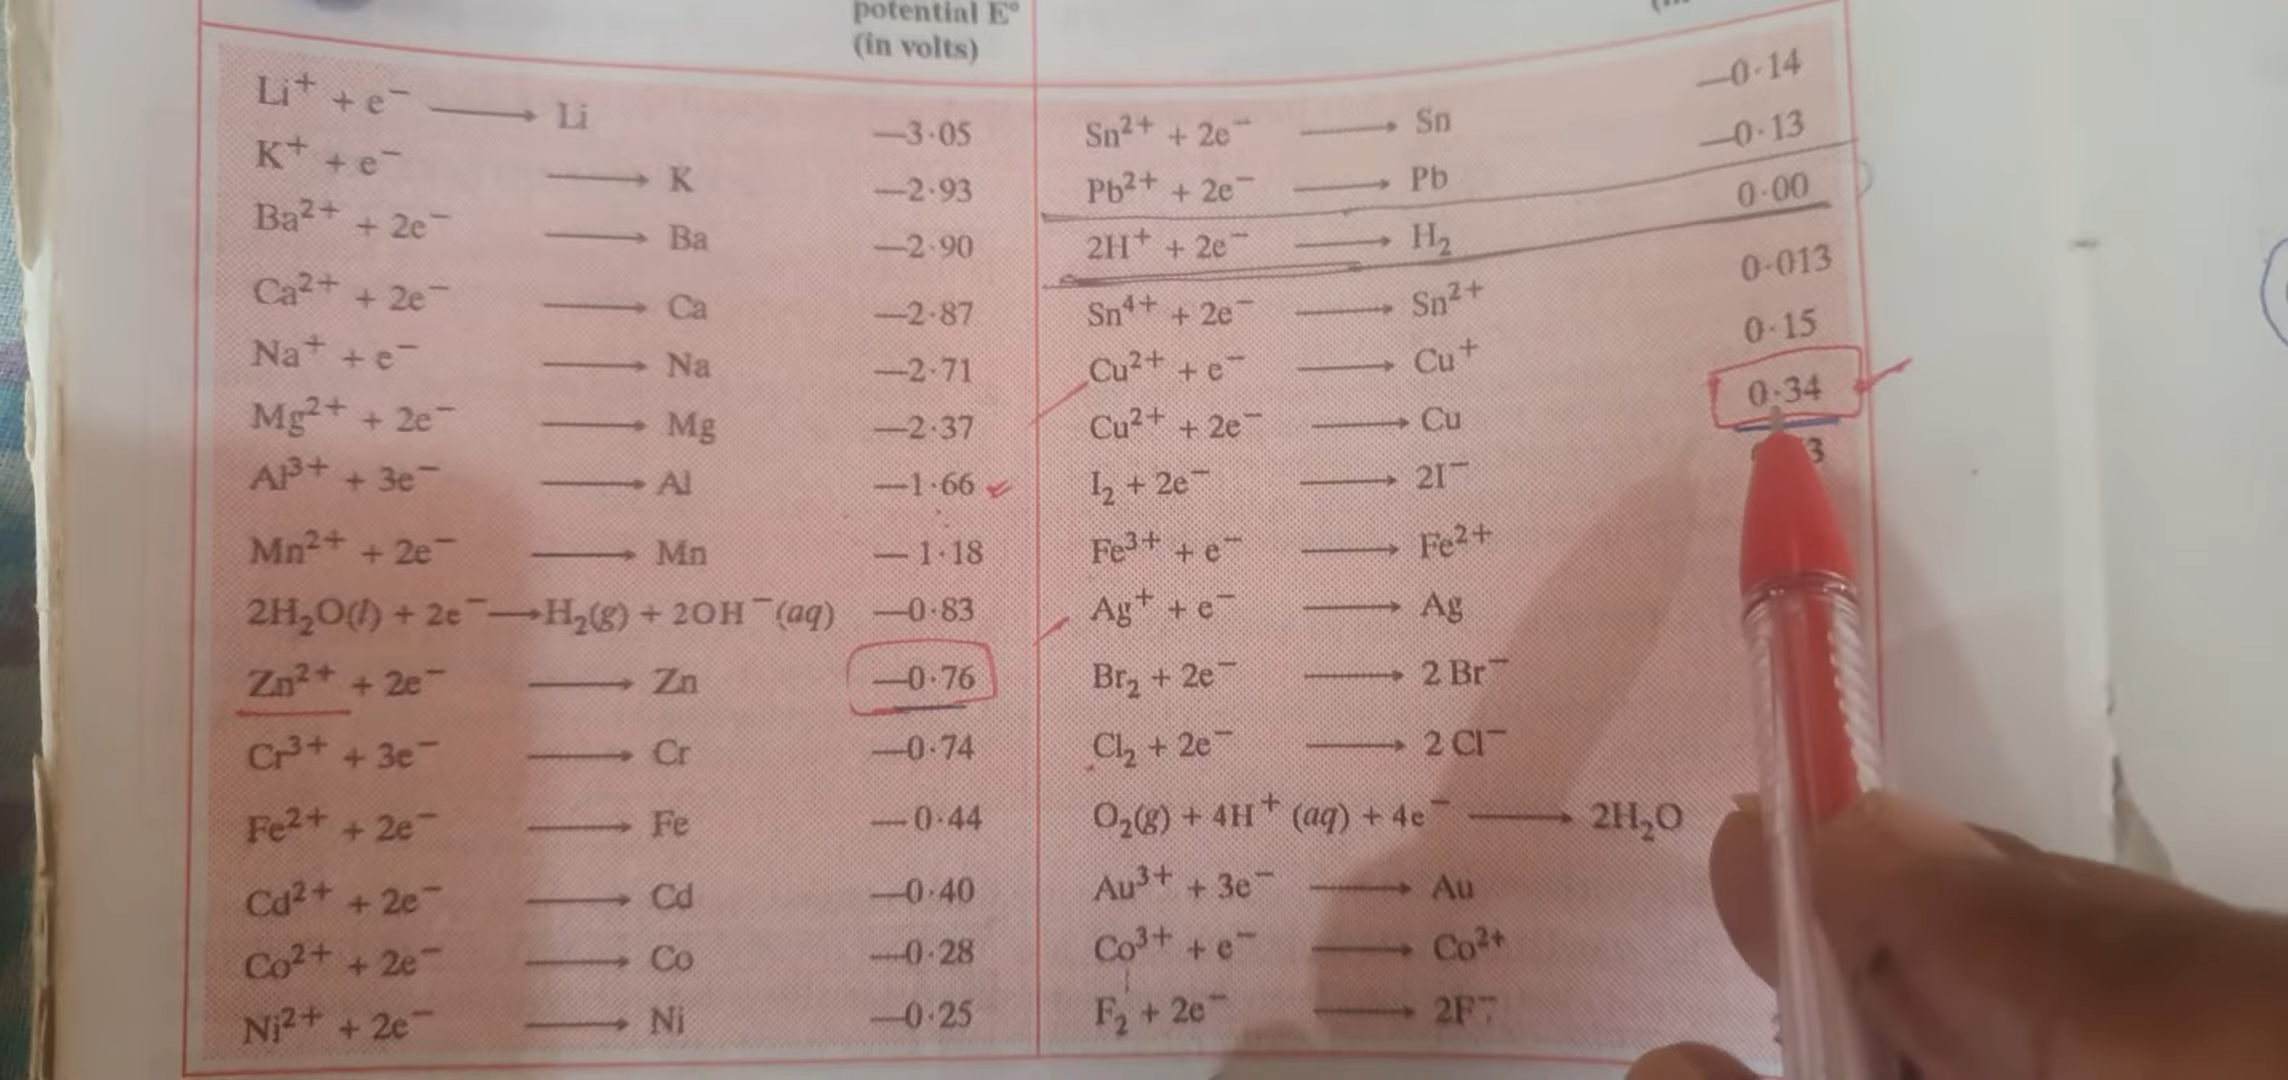 potential E°
(in volts)
Li⁺ + e⁻ ⟶ Li —3·05
K⁺ + e⁻ ⟶ K —2·93
Ba²⁺ + 2e⁻ ⟶ Ba —2·90
Ca²⁺ + 2e⁻ ⟶ Ca —2·87
Na⁺ + e⁻ ⟶ Na —2·71
Mg²⁺ + 2e⁻ ⟶ Mg —2·37
Al³⁺ + 3e⁻ ⟶ Al —1·66
Mn²⁺ + 2e⁻ ⟶ Mn —1·18
2H₂O(l) + 2e⁻ ⟶ H₂(g) + 2OH⁻(aq) —0·83
Zn²⁺ + 2e⁻ ⟶ Zn —0·76
Cr³⁺ + 3e⁻ ⟶ Cr —0·74
Fe²⁺ + 2e⁻ ⟶ Fe —0·44
Cd²⁺ + 2e⁻ ⟶ Cd —0·40
Co²⁺ + 2e⁻ ⟶ Co —0·28
Ni²⁺ + 2e⁻ ⟶ Ni —0·25
Sn²⁺ + 2e⁻ ⟶ Sn —0·14
Pb²⁺ + 2e⁻ ⟶ Pb —0·13
2H⁺ + 2e⁻ ⟶ H₂ 0·00
Sn⁴⁺ + 2e⁻ ⟶ Sn²⁺ 0·013
Cu²⁺ + e⁻ ⟶ Cu⁺ 0·15
Cu²⁺ + 2e⁻ ⟶ Cu 0·34
I₂ + 2e⁻ ⟶ 2I⁻
Fe³⁺ + e⁻ ⟶ Fe²⁺
Ag⁺ + e⁻ ⟶ Ag
Br₂ + 2e⁻ ⟶ 2 Br⁻
Cl₂ + 2e⁻ ⟶ 2 Cl⁻
O₂(g) + 4H⁺ (aq) + 4e⁻ ⟶ 2H₂O
Au³⁺ + 3e⁻ ⟶ Au
Co³⁺ + e⁻ ⟶ Co²⁺
F₂ + 2e⁻ ⟶ 2F⁻